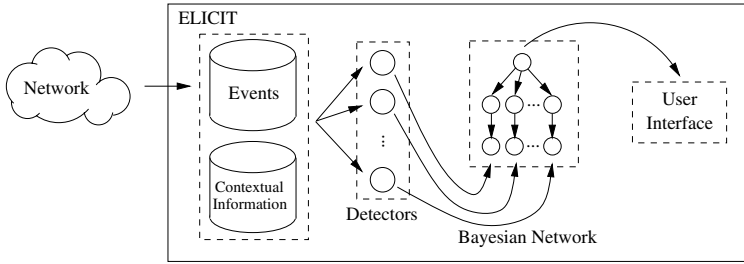 ELICIT
Network
Events
Contextual
Information
...
Detectors
...
...
Bayesian Network
User
Interface